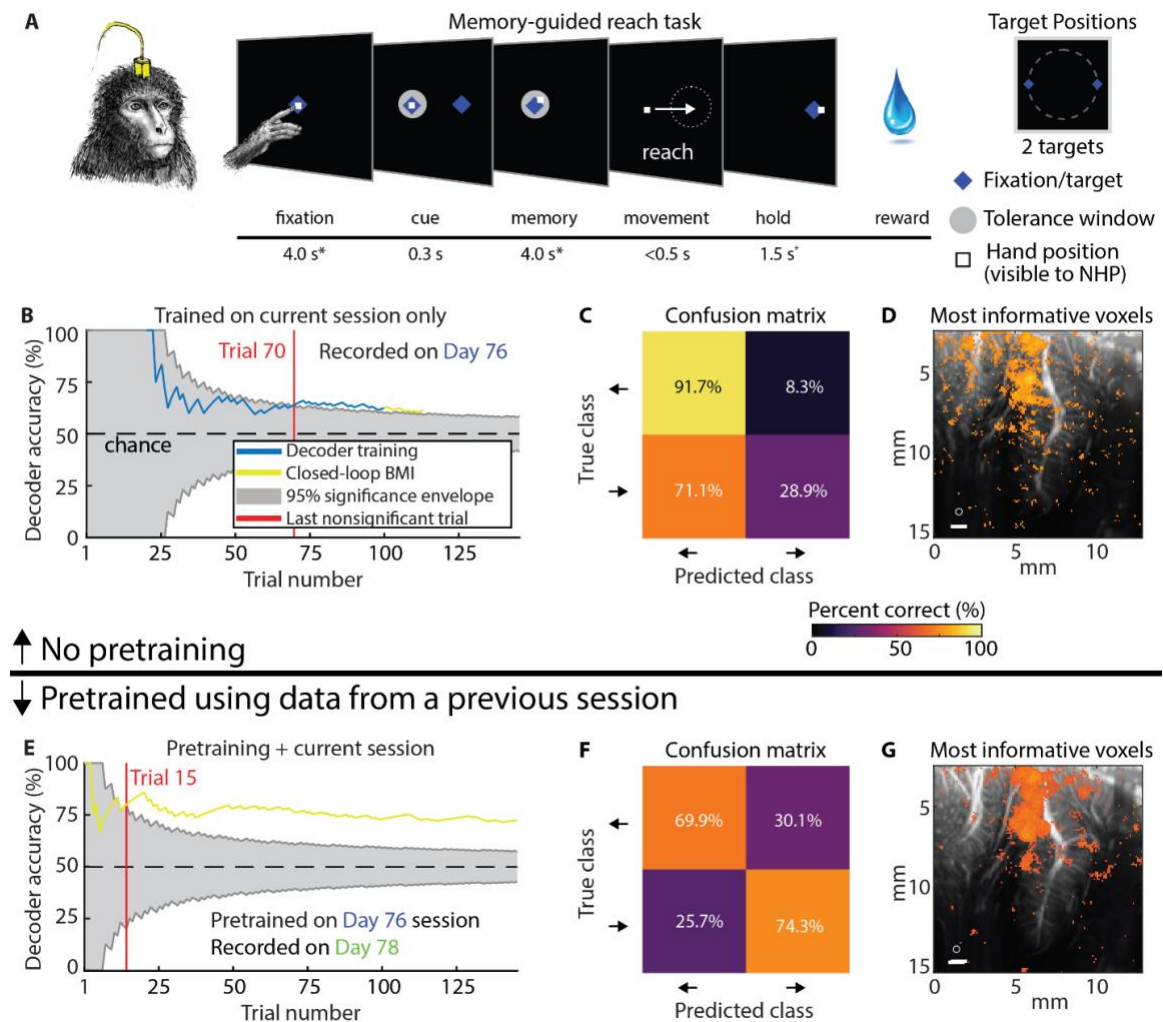 A
Memory-guided reach task
reach
fixation
cue
memory
movement
hold
reward
4.0 s*
0.3 s
4.0 s*
<0.5 s
1.5 s*
Target Positions
2 targets
Fixation/target
Tolerance window
Hand position
(visible to NHP)
B
Trained on current session only
Trial 70
Recorded on Day 76
Decoder accuracy (%)
100
75
50
25
0
chance
Decoder training
Closed-loop BMI
95% significance envelope
Last nonsignificant trial
1
25
50
75
100
125
Trial number
C
Confusion matrix
True class
← 91.7% 8.3%
→ 71.1% 28.9%
← →
Predicted class
D
Most informative voxels
mm
5
10
15
0
5
10
mm
Percent correct (%)
0
50
100
↑ No pretraining
↓ Pretrained using data from a previous session
E
Pretraining + current session
Trial 15
Decoder accuracy (%)
100
75
50
25
0
Pretrained on Day 76 session
Recorded on Day 78
1
25
50
75
100
125
Trial number
F
Confusion matrix
True class
← 69.9% 30.1%
→ 25.7% 74.3%
← →
Predicted class
G
Most informative voxels
mm
5
10
15
0
5
10
mm